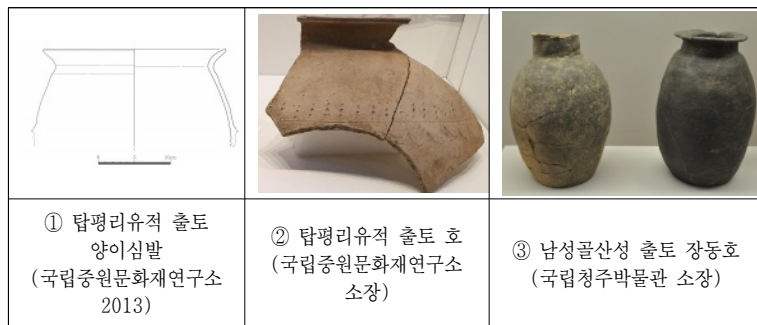 ① 탑평리유적 출토
양이심발
(국립중원문화재연구소
2013)
② 탑평리유적 출토 호
(국립중원문화재연구소
소장)
③ 남성골산성 출토 장동호
(국립청주박물관 소장)